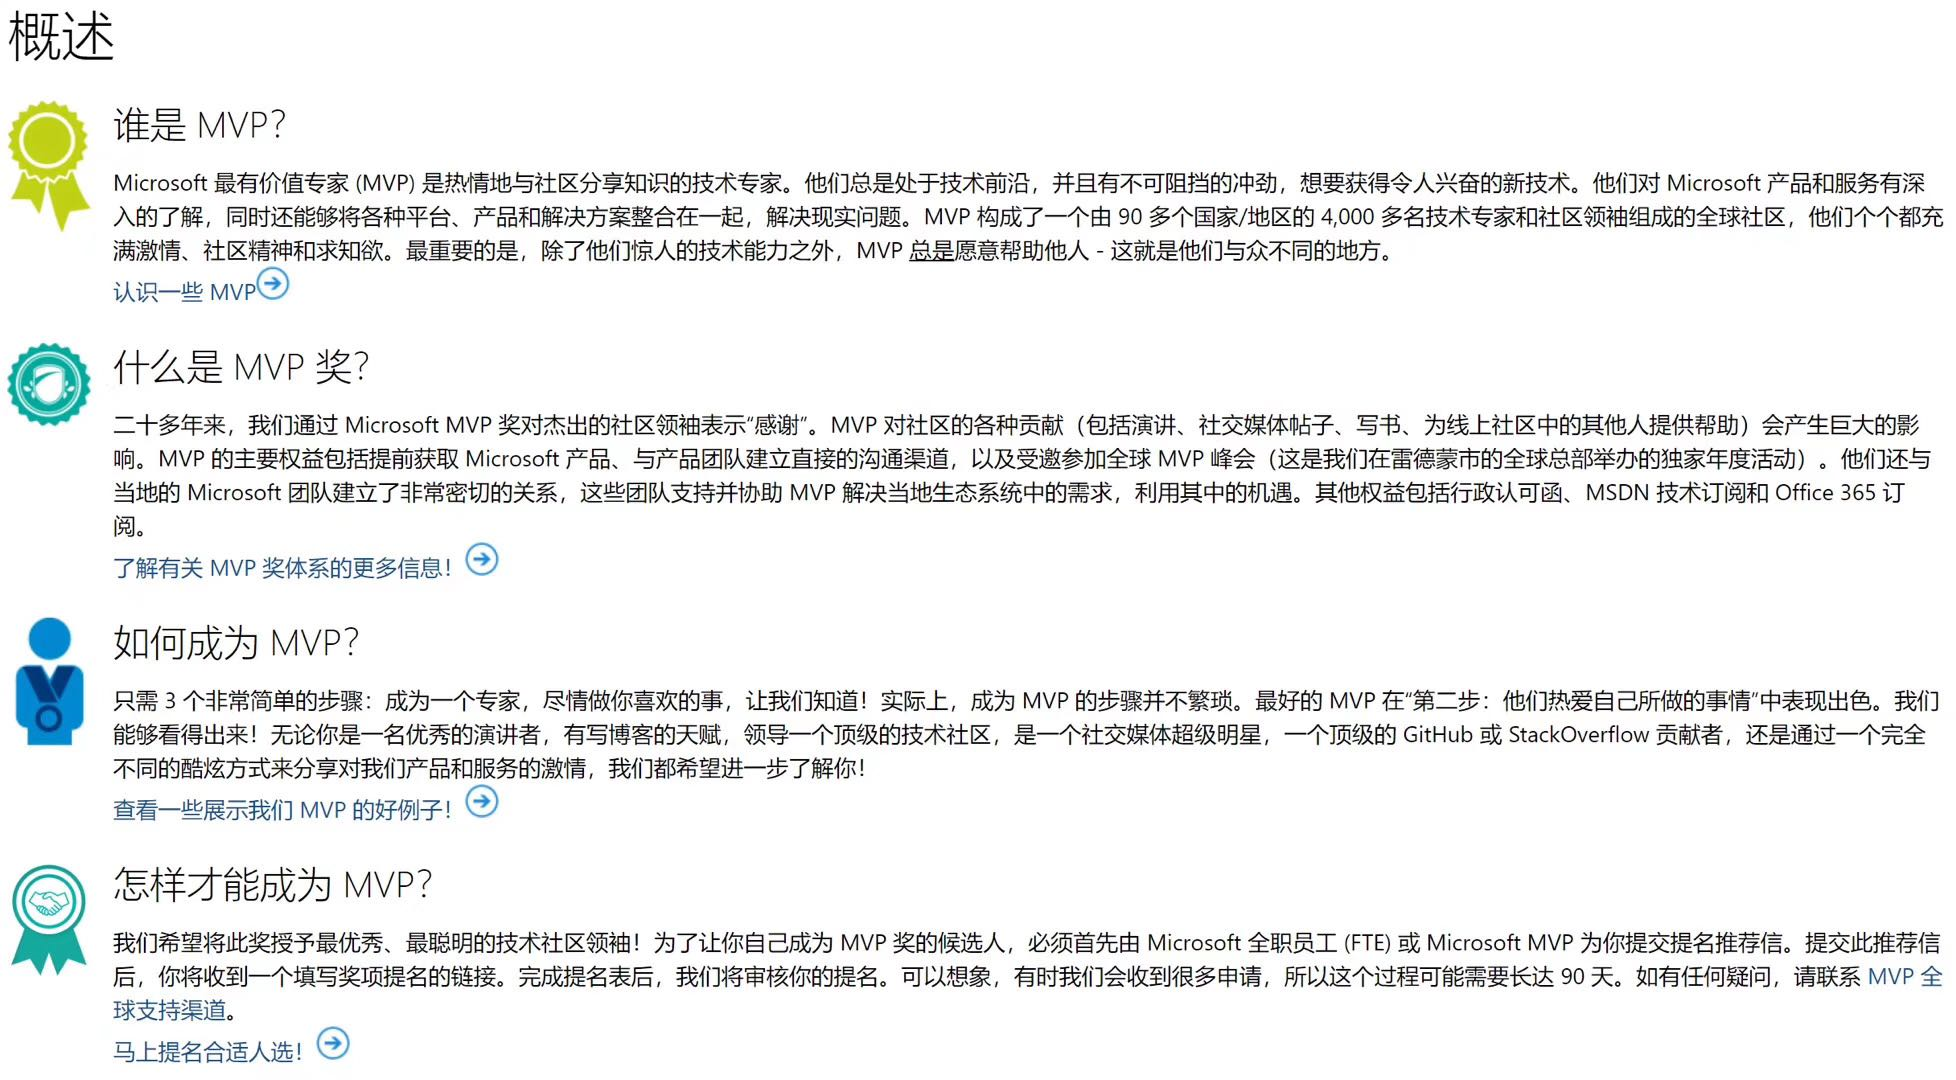 概述
谁是 MVP？
Microsoft 最有价值专家 (MVP) 是热情地与社区分享知识的技术专家。他们总是处于技术前沿，并且有不可阻挡的冲劲，想要获得令人兴奋的新技术。他们对 Microsoft 产品和服务有深
入的了解，同时还能够将各种平台、产品和解决方案整合在一起，解决现实问题。MVP 构成了一个由 90 多个国家/地区的 4,000 多名技术专家和社区领袖组成的全球社区，他们个个都充
满激情、社区精神和求知欲。最重要的是，除了他们惊人的技术能力之外，MVP 总是愿意帮助他人 - 这就是他们与众不同的地方。
认识一些 MVP
什么是 MVP 奖？
二十多年来，我们通过 Microsoft MVP 奖对杰出的社区领袖表示“感谢”。MVP 对社区的各种贡献（包括演讲、社交媒体帖子、写书、为线上社区中的其他人提供帮助）会产生巨大的影
响。MVP 的主要权益包括提前获取 Microsoft 产品、与产品团队建立直接的沟通渠道，以及受邀参加全球 MVP 峰会（这是我们在雷德蒙市的全球总部举办的独家年度活动）。他们还与
当地的 Microsoft 团队建立了非常密切的关系，这些团队支持并协助 MVP 解决当地生态系统中的需求，利用其中的机遇。其他权益包括行政认可函、MSDN 技术订阅和 Office 365 订
阅。
了解有关 MVP 奖体系的更多信息！
如何成为 MVP？
只需 3 个非常简单的步骤：成为一个专家，尽情做你喜欢的事，让我们知道！实际上，成为 MVP 的步骤并不繁琐。最好的 MVP 在“第二步：他们热爱自己所做的事情”中表现出色。我们
能够看得出来！无论你是一名优秀的演讲者，有写博客的天赋，领导一个顶级的技术社区，是一个社交媒体超级明星，一个顶级的 GitHub 或 StackOverflow 贡献者，还是通过一个完全
不同的酷炫方式来分享对我们产品和服务的激情，我们都希望进一步了解你！
查看一些展示我们 MVP 的好例子！
怎样才能成为 MVP？
我们希望将此奖授予最优秀、最聪明的技术社区领袖！为了让你自己成为 MVP 奖的候选人，必须首先由 Microsoft 全职员工 (FTE) 或 Microsoft MVP 为你提交提名推荐信。提交此推荐信
后，你将收到一个填写奖项提名的链接。完成提名表后，我们将审核你的提名。可以想象，有时我们会收到很多申请，所以这个过程可能需要长达 90 天。如有任何疑问，请联系 MVP 全
球支持渠道。
马上提名合适人选！